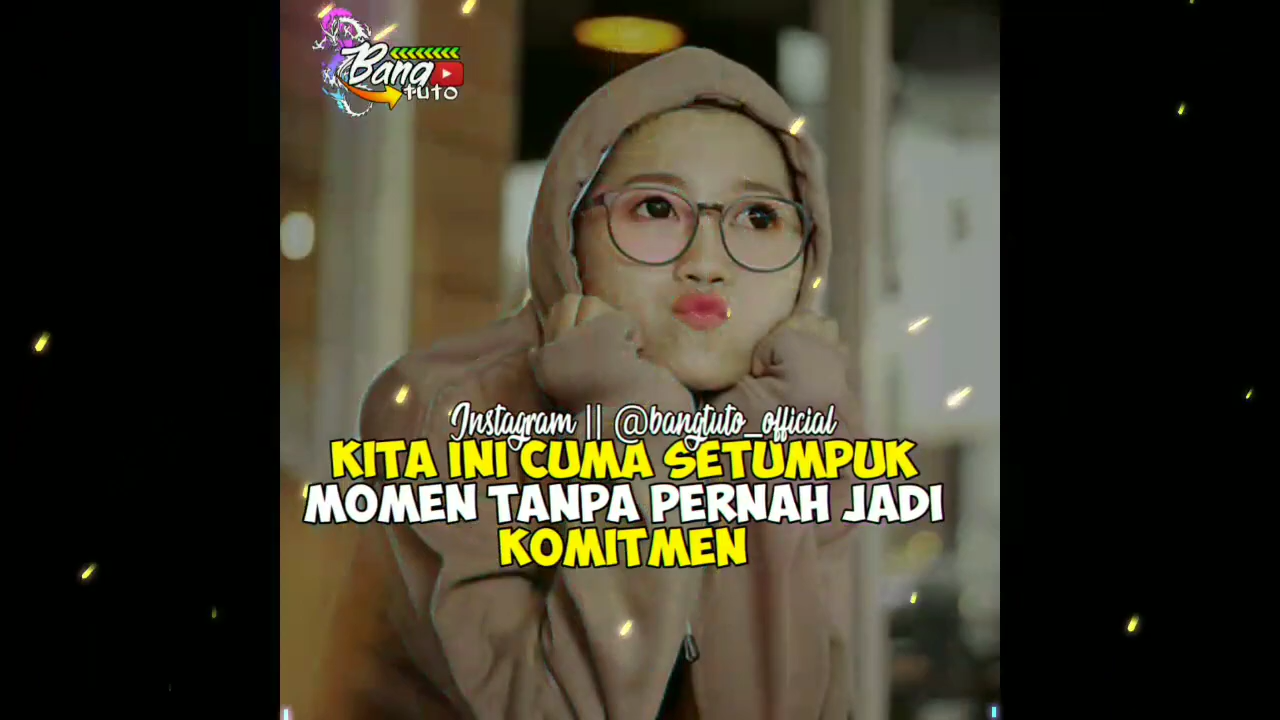 Bang
tuto
Instagram || @bangtuto_official
KITA INI CUMA SETUMPUK
MOMEN TANPA PERNAH JADI
KOMITMEN